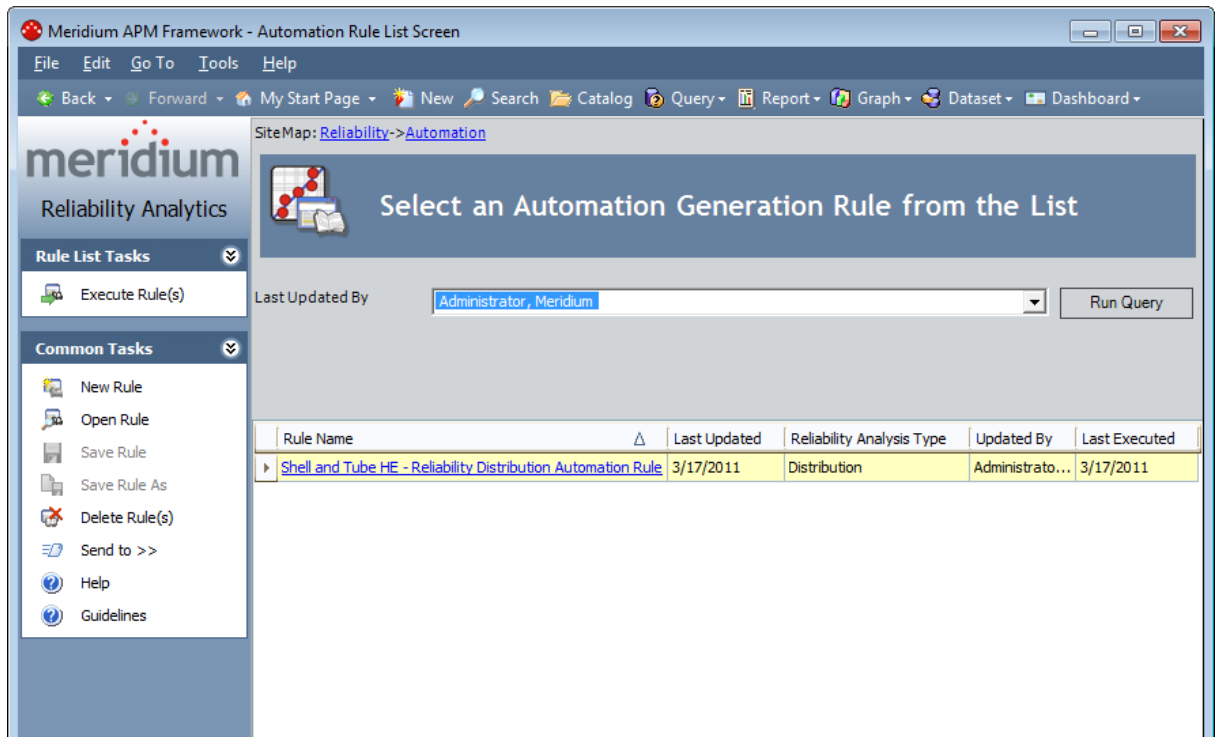 Meridium APM Framework - Automation Rule List Screen
File Edit Go To Tools Help
Back Forward My Start Page New Search Catalog Query Report Graph Dataset Dashboard
meridium
Reliability Analytics
Rule List Tasks
Execute Rule(s)
Common Tasks
New Rule
Open Rule
Save Rule
Save Rule As
Delete Rule(s)
Send to >>
Help
Guidelines
SiteMap: Reliability->Automation
Select an Automation Generation Rule from the List
Last Updated By Administrator, Meridium Run Query
Rule Name Last Updated Reliability Analysis Type Updated By Last Executed
Shell and Tube HE - Reliability Distribution Automation Rule 3/17/2011 Distribution Administrato... 3/17/2011